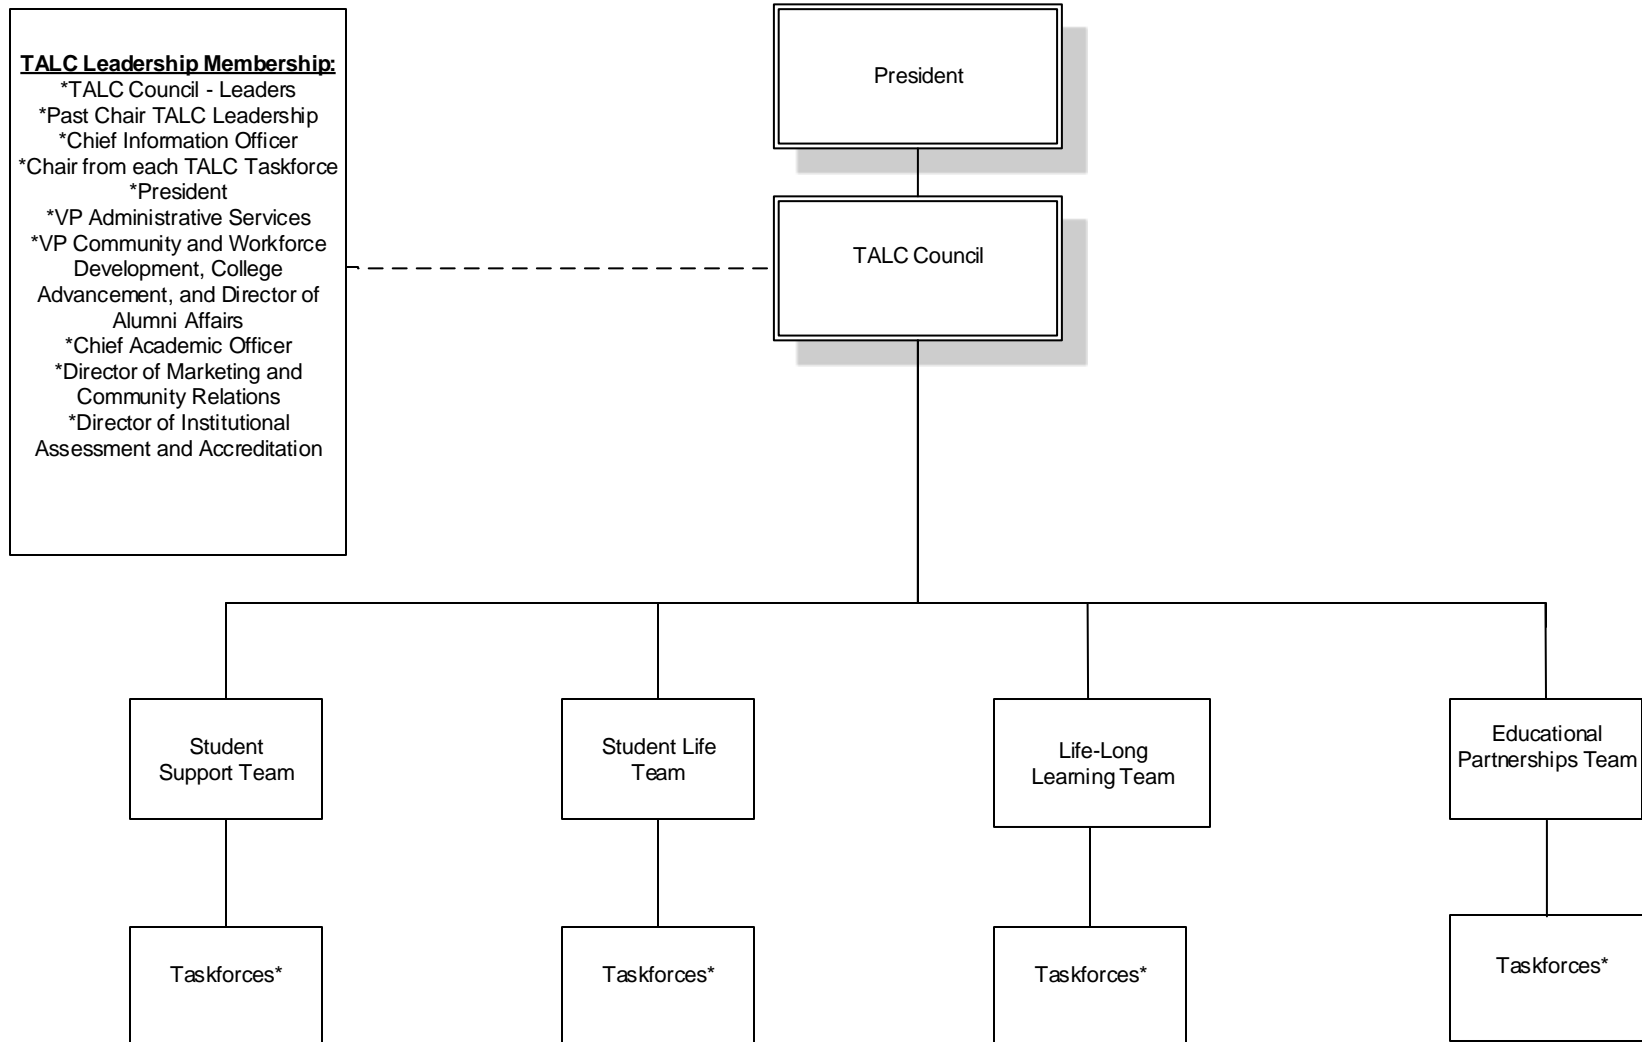 TALC Leadership Membership:
*TALC Council - Leaders
*Past Chair TALC Leadership
*Chief Information Officer
*Chair from each TALC Taskforce
*President
*VP Administrative Services
*VP Community and Workforce
Development, College
Advancement, and Director of
Alumni Affairs
*Chief Academic Officer
*Director of Marketing and
Community Relations
*Director of Institutional
Assessment and Accreditation
President
TALC Council
Student
Support Team
Student Life
Team
Life-Long
Learning Team
Educational
Partnerships Team
Taskforces*
Taskforces*
Taskforces*
Taskforces*